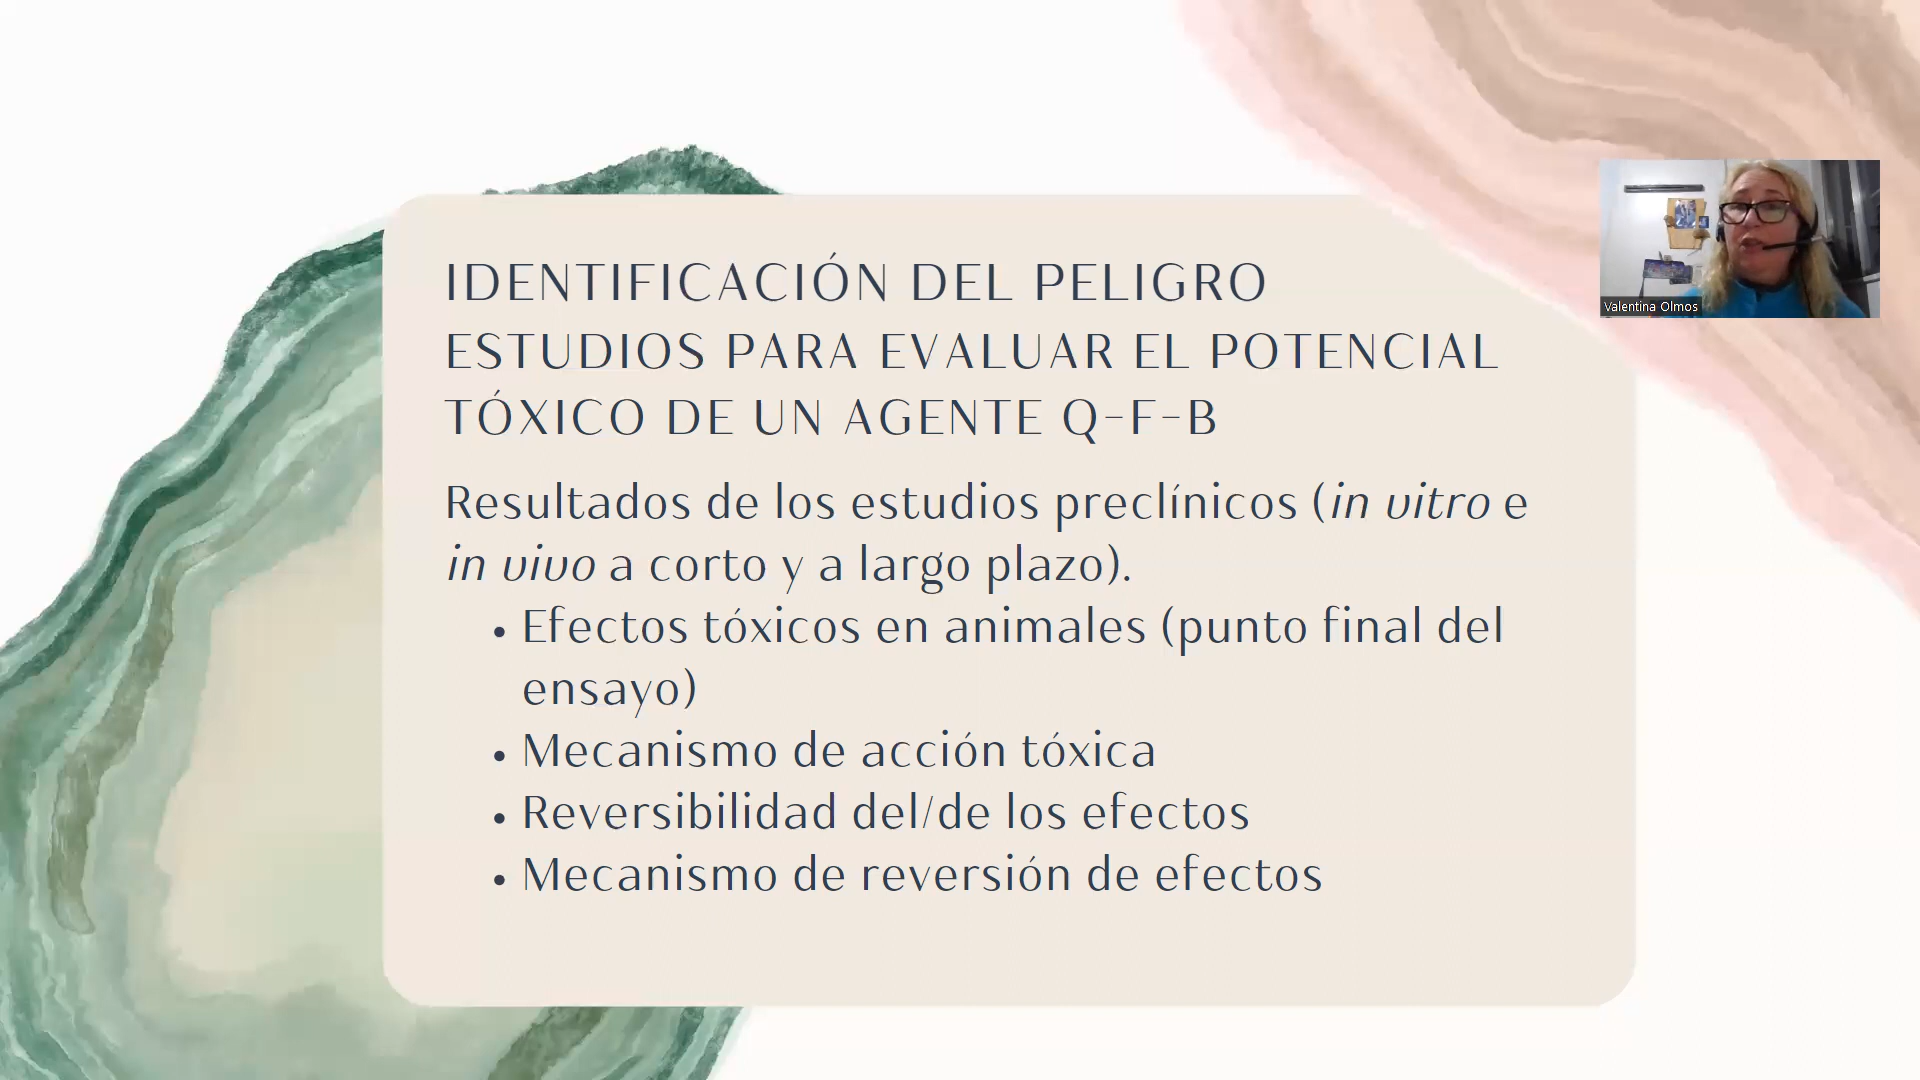 IDENTIFICACIÓN DEL PELIGRO
ESTUDIOS PARA EVALUAR EL POTENCIAL
TÓXICO DE UN AGENTE Q-F-B
Resultados de los estudios preclínicos (in vitro e
in vivo a corto y a largo plazo).
• Efectos tóxicos en animales (punto final del
ensayo)
• Mecanismo de acción tóxica
• Reversibilidad del/de los efectos
• Mecanismo de reversión de efectos
Valentina Olmos